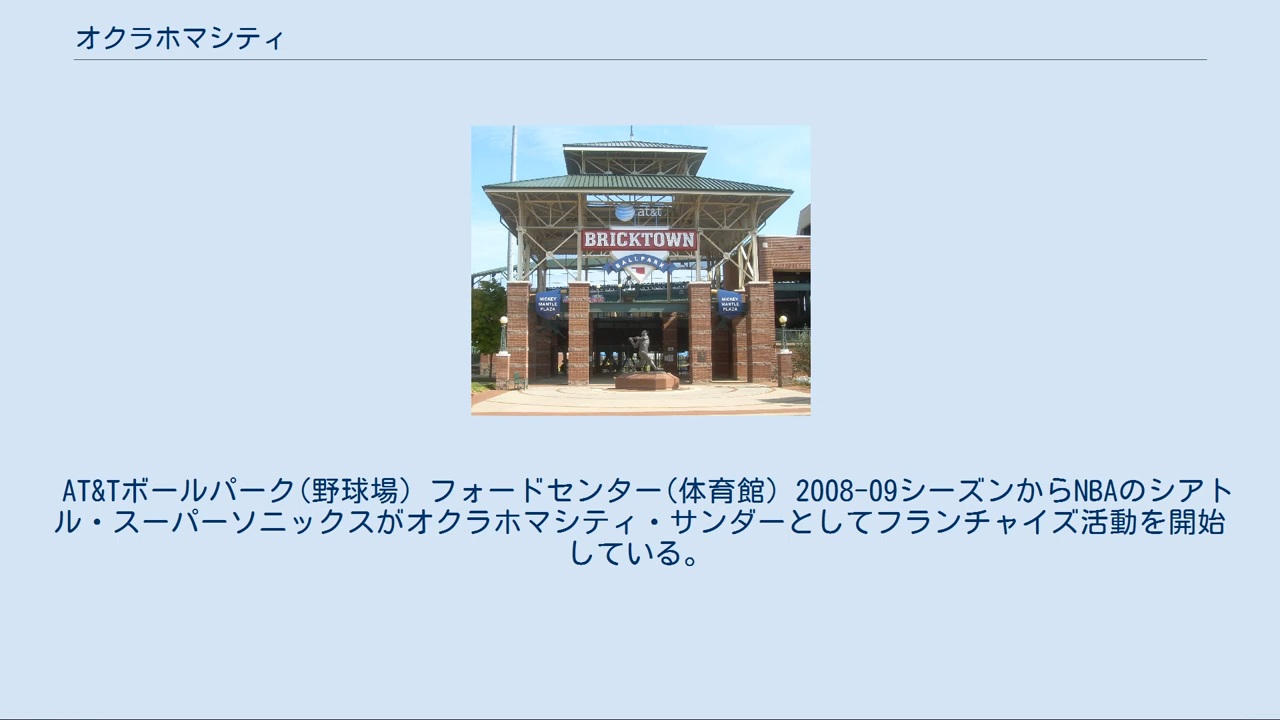 オクラホマシティ
at&t
BRICKTOWN
BALLPARK
MICKEY
MANTLE
PLAZA
MICKEY
MANTLE
PLAZA
AT&Tボールパーク(野球場) フォードセンター(体育館) 2008-09シーズンからNBAのシアト
ル・スーパーソニックスがオクラホマシティ・サンダーとしてフランチャイズ活動を開始
している。